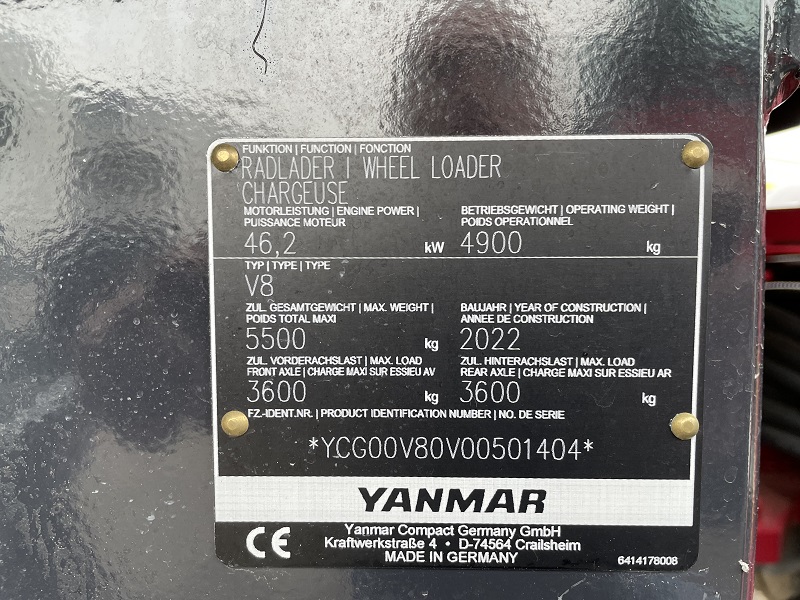 FUNKTION | FUNCTION | FONCTION
RADLADER | WHEEL LOADER
CHARGEUSE
MOTORLEISTUNG | ENGINE POWER |
PUISSANCE MOTEUR
46,2 kW
BETRIEBSGEWICHT | OPERATING WEIGHT |
POIDS OPERATIONNEL
4900 kg
TYP | TYPE | TYPE
V8
ZUL. GESAMTGEWICHT | MAX. WEIGHT |
POIDS TOTAL MAXI
5500 kg
BAUJAHR | YEAR OF CONSTRUCTION |
ANNEE DE CONSTRUCTION
2022
ZUL. VORDERACHSLAST | MAX. LOAD
FRONT AXLE | CHARGE MAXI SUR ESSIEU AV
3600 kg
ZUL. HINTERACHSLAST | MAX. LOAD
REAR AXLE | CHARGE MAXI SUR ESSIEU AR
3600 kg
FZ.-IDENT.NR. | PRODUCT IDENTIFICATION NUMBER | NO. DE SERIE
*YCG00V80V00501404*
YANMAR
CE
Yanmar Compact Germany GmbH
Kraftwerkstraße 4 • D-74564 Crailsheim
MADE IN GERMANY
6414178008